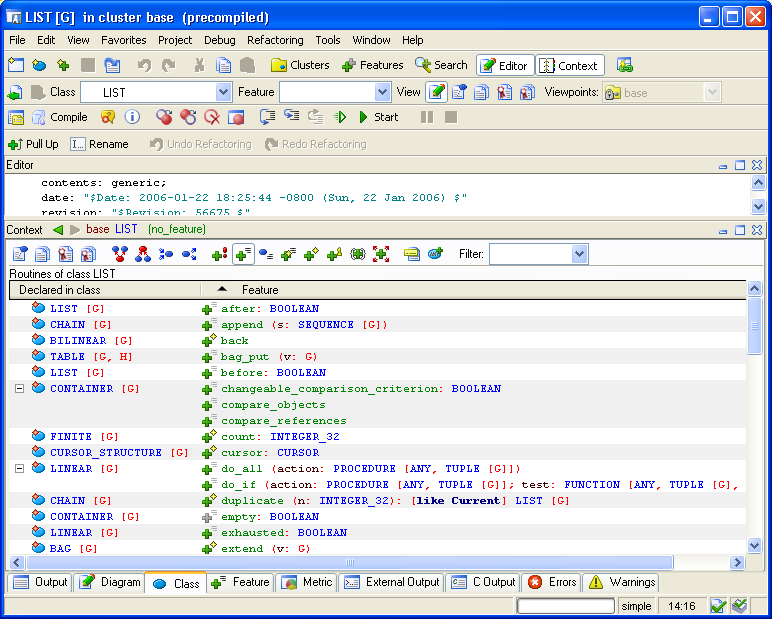 LIST [G] in cluster base (precompiled)
File Edit View Favorites Project Debug Refactoring Tools Window Help
Clusters Features Search Editor Context
Class LIST Feature View Viewpoints: base
Compile Start
Pull Up I... Rename Undo Refactoring Redo Refactoring
Editor
contents: generic;
date: "$Date: 2006-01-22 18:25:44 -0800 (Sun, 22 Jan 2006) $"
revision: "$Revision: 56675 $"
Context base LIST (no_feature)
Filter:
Routines of class LIST
Declared in class Feature
LIST [G] after: BOOLEAN
CHAIN [G] append (s: SEQUENCE [G])
BILINEAR [G] back
TABLE [G, H] bag_put (v: G)
LIST [G] before: BOOLEAN
CONTAINER [G] changeable_comparison_criterion: BOOLEAN
compare_objects
compare_references
FINITE [G] count: INTEGER_32
CURSOR_STRUCTURE [G] cursor: CURSOR
LINEAR [G] do_all (action: PROCEDURE [ANY, TUPLE [G]])
do_if (action: PROCEDURE [ANY, TUPLE [G]]; test: FUNCTION [ANY, TUPLE [G],
CHAIN [G] duplicate (n: INTEGER_32): [like Current] LIST [G]
CONTAINER [G] empty: BOOLEAN
LINEAR [G] exhausted: BOOLEAN
BAG [G] extend (v: G)
Output Diagram Class Feature Metric External Output C Output Errors Warnings
simple 14:16